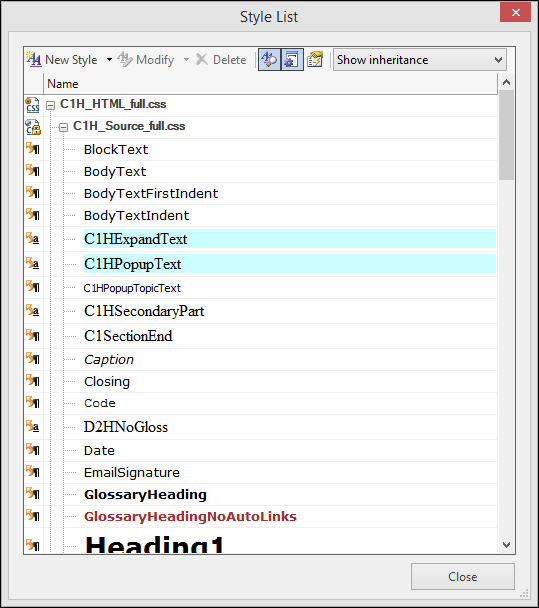 Style List
New Style Modify Delete Show inheritance
Name
C1H_HTML_full.css
C1H_Source_full.css
BlockText
BodyText
BodyTextFirstIndent
BodyTextIndent
C1HExpandText
C1HPopupText
C1HPopupTopicText
C1HSecondaryPart
C1SectionEnd
Caption
Closing
Code
D2HNoGloss
Date
EmailSignature
GlossaryHeading
GlossaryHeadingNoAutoLinks
Heading1
Close